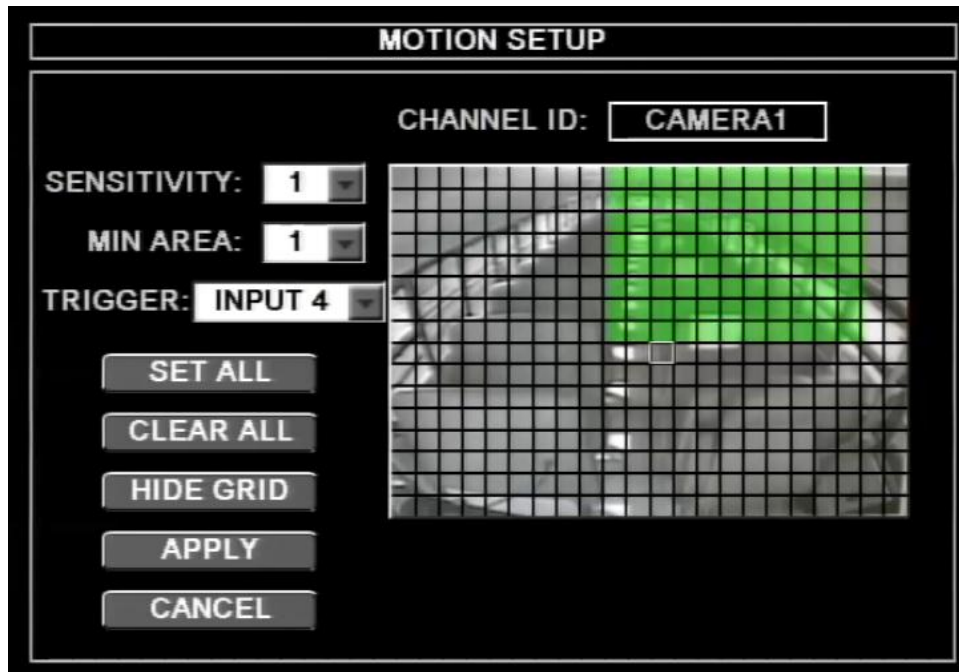 MOTION SETUP
CHANNEL ID: CAMERA1
SENSITIVITY: 1
MIN AREA: 1
TRIGGER: INPUT 4
SET ALL
CLEAR ALL
HIDE GRID
APPLY
CANCEL